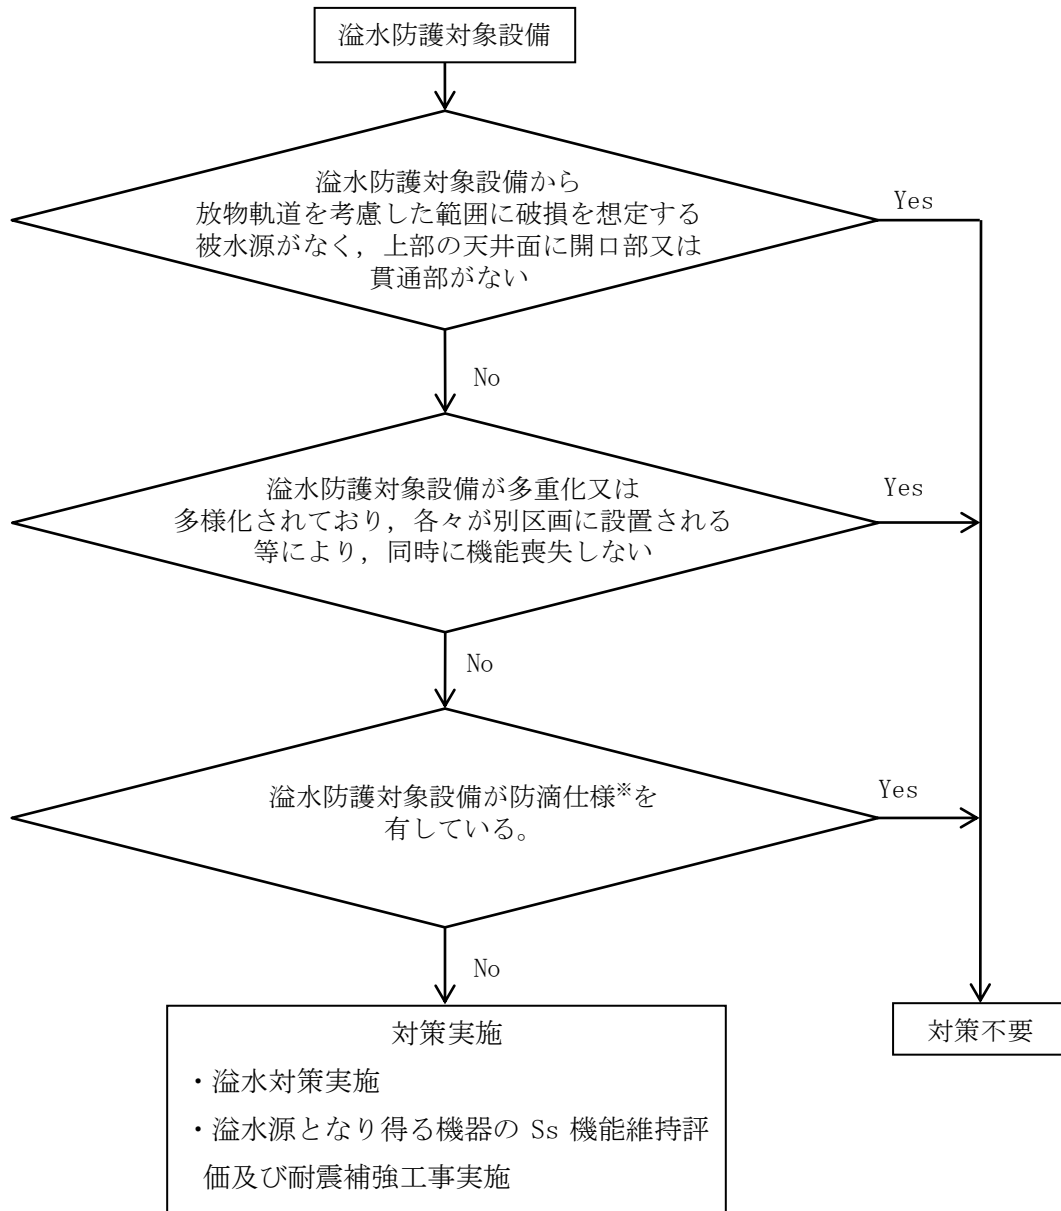 溢水防護対象設備
溢水防護対象設備から
放物軌道を考慮した範囲に破損を想定する
被水源がなく，上部の天井面に開口部又は
貫通部がない
Yes
No
溢水防護対象設備が多重化又は
多様化されており，各々が別区画に設置される
等により，同時に機能喪失しない
Yes
No
溢水防護対象設備が防滴仕様※を
有している。
Yes
No
対策実施
・溢水対策実施
・溢水源となり得る機器の Ss 機能維持評
価及び耐震補強工事実施
対策不要